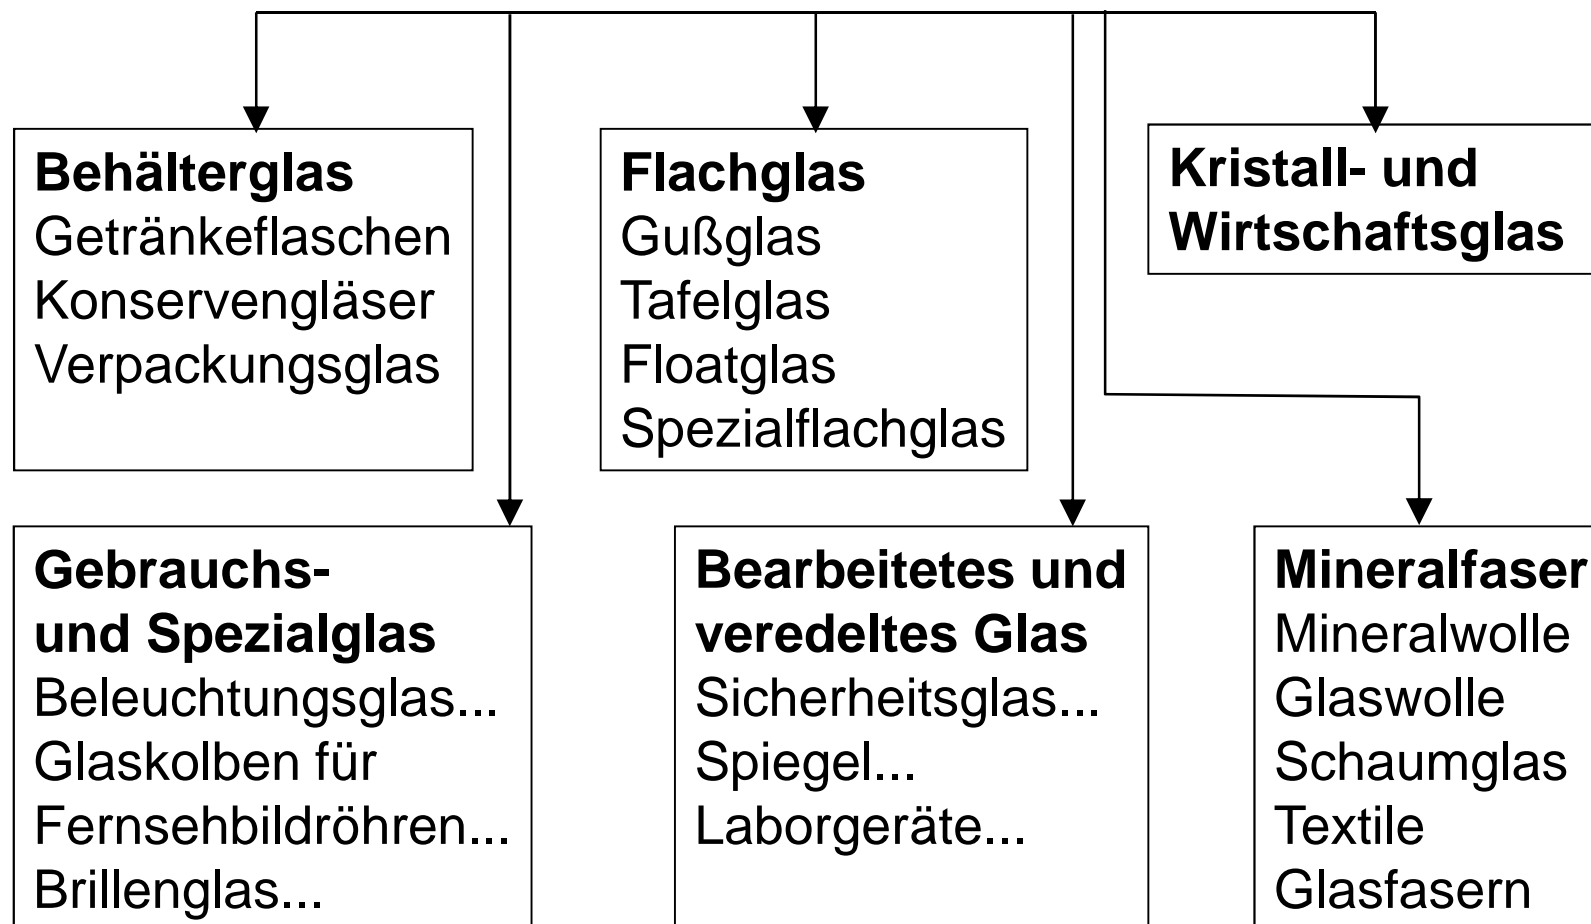 Behälterglas
Getränkeflaschen
Konservengläser
Verpackungsglas
Flachglas
Gußglas
Tafelglas
Floatglas
Spezialflachglas
Kristall- und
Wirtschaftsglas
Gebrauchs-
und Spezialglas
Beleuchtungsglas...
Glaskolben für
Fernsehbildröhren...
Brillenglas...
Bearbeitetes und
veredeltes Glas
Sicherheitsglas...
Spiegel...
Laborgeräte...
Mineralfaser
Mineralwolle
Glaswolle
Schaumglas
Textile
Glasfasern